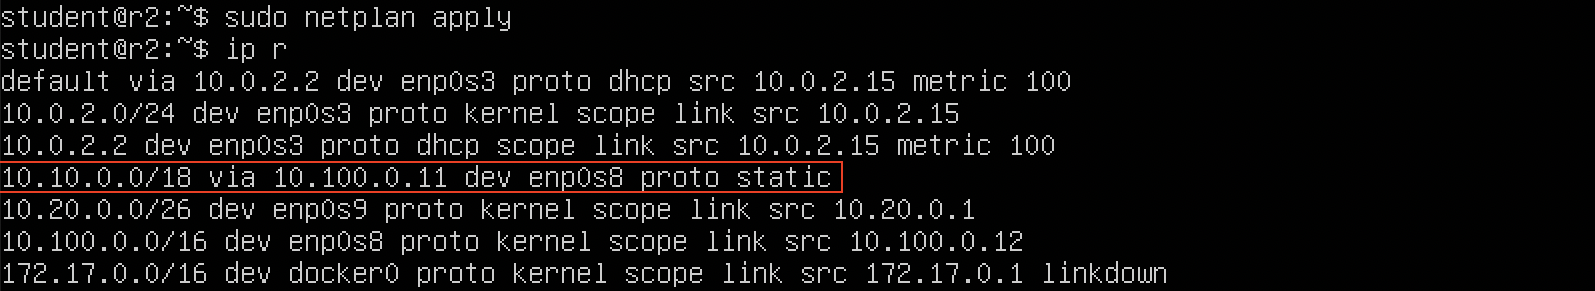 student@r2:~$ sudo netplan apply
student@r2:~$ ip r
default via 10.0.2.2 dev enp0s3 proto dhcp src 10.0.2.15 metric 100
10.0.2.0/24 dev enp0s3 proto kernel scope link src 10.0.2.15
10.0.2.2 dev enp0s3 proto dhcp scope link src 10.0.2.15 metric 100
10.10.0.0/18 via 10.100.0.11 dev enp0s8 proto static
10.20.0.0/26 dev enp0s9 proto kernel scope link src 10.20.0.1
10.100.0.0/16 dev enp0s8 proto kernel scope link src 10.100.0.12
172.17.0.0/16 dev docker0 proto kernel scope link src 172.17.0.1 linkdown